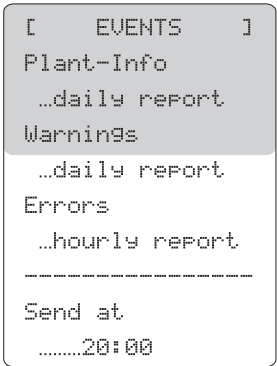 [ EVENTS ]
Plant-Info
…daily report
Warnings
…daily report
Errors
…hourly report
----------------
Send at
………20:00